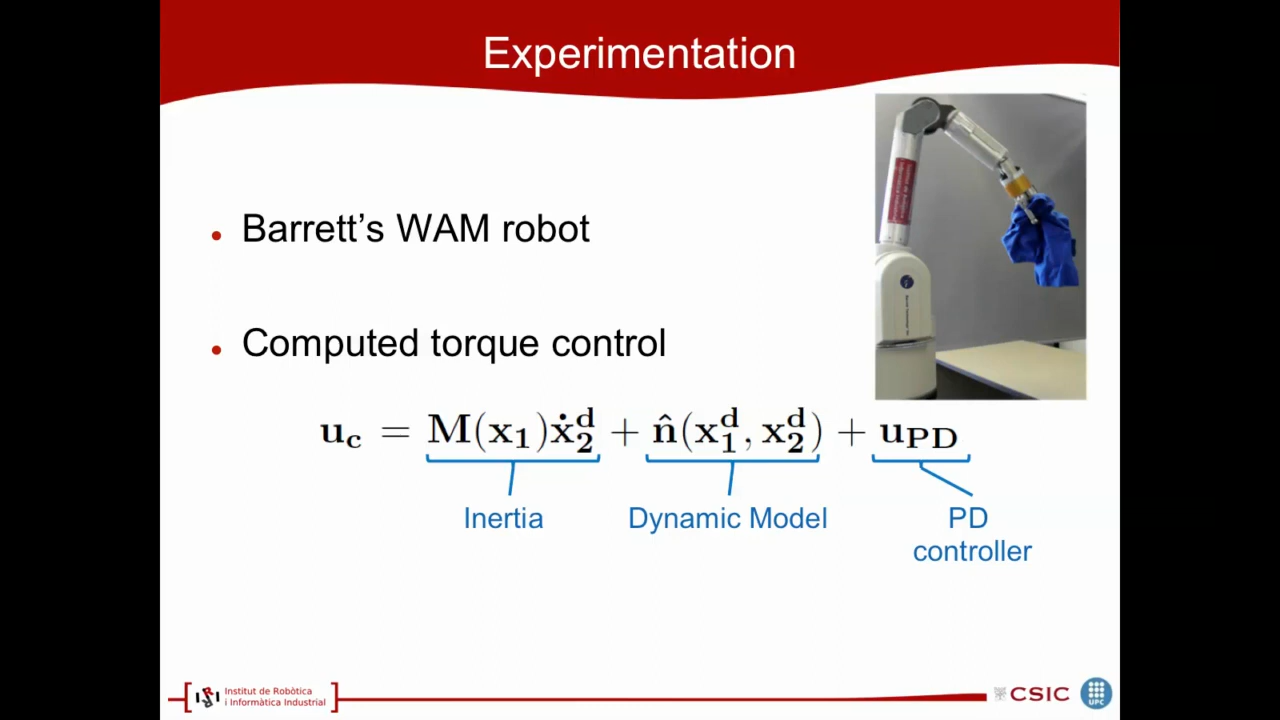 Experimentation
Barrett's WAM robot
Computed torque control
u_c = M(x_1)ẋ_2^d + n̂(x_1^d, x_2^d) + u_PD
Inertia
Dynamic Model
PD
controller
Institut de Robòtica
i Informàtica Industrial
CSIC
UPC